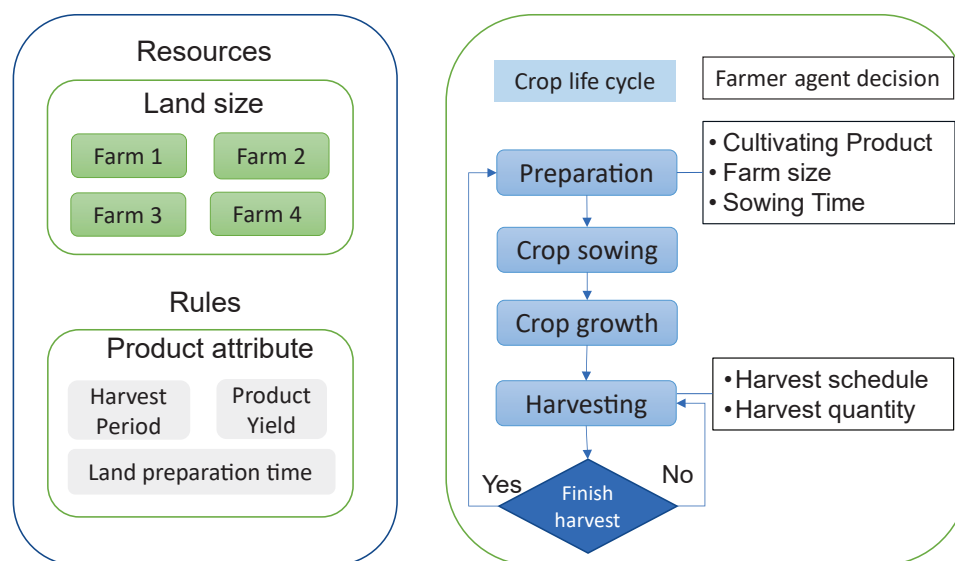 Resources
Land size
Farm 1
Farm 2
Farm 3
Farm 4
Rules
Product attribute
Harvest
Period
Product
Yield
Land preparation time
Crop life cycle
Farmer agent decision
Preparation
• Cultivating Product
• Farm size
• Sowing Time
Crop sowing
Crop growth
Harvesting
•Harvest schedule
•Harvest quantity
Yes
No
Finish
harvest